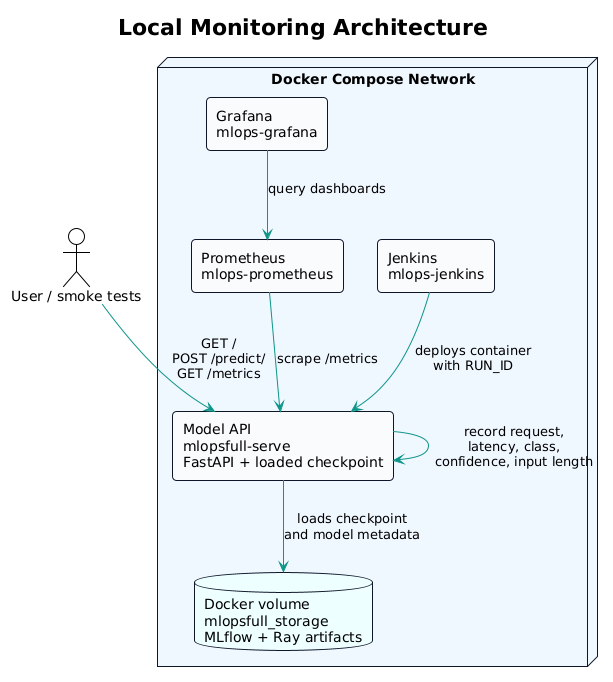 Local Monitoring Architecture
Docker Compose Network
Grafana
mlops-grafana
query dashboards
Prometheus
mlops-prometheus
Jenkins
mlops-jenkins
User / smoke tests
GET /
POST /predict/
GET /metrics
scrape /metrics
deploys container
with RUN_ID
Model API
mlopsfull-serve
FastAPI + loaded checkpoint
record request,
latency, class,
confidence, input length
loads checkpoint
and model metadata
Docker volume
mlopsfull_storage
MLflow + Ray artifacts